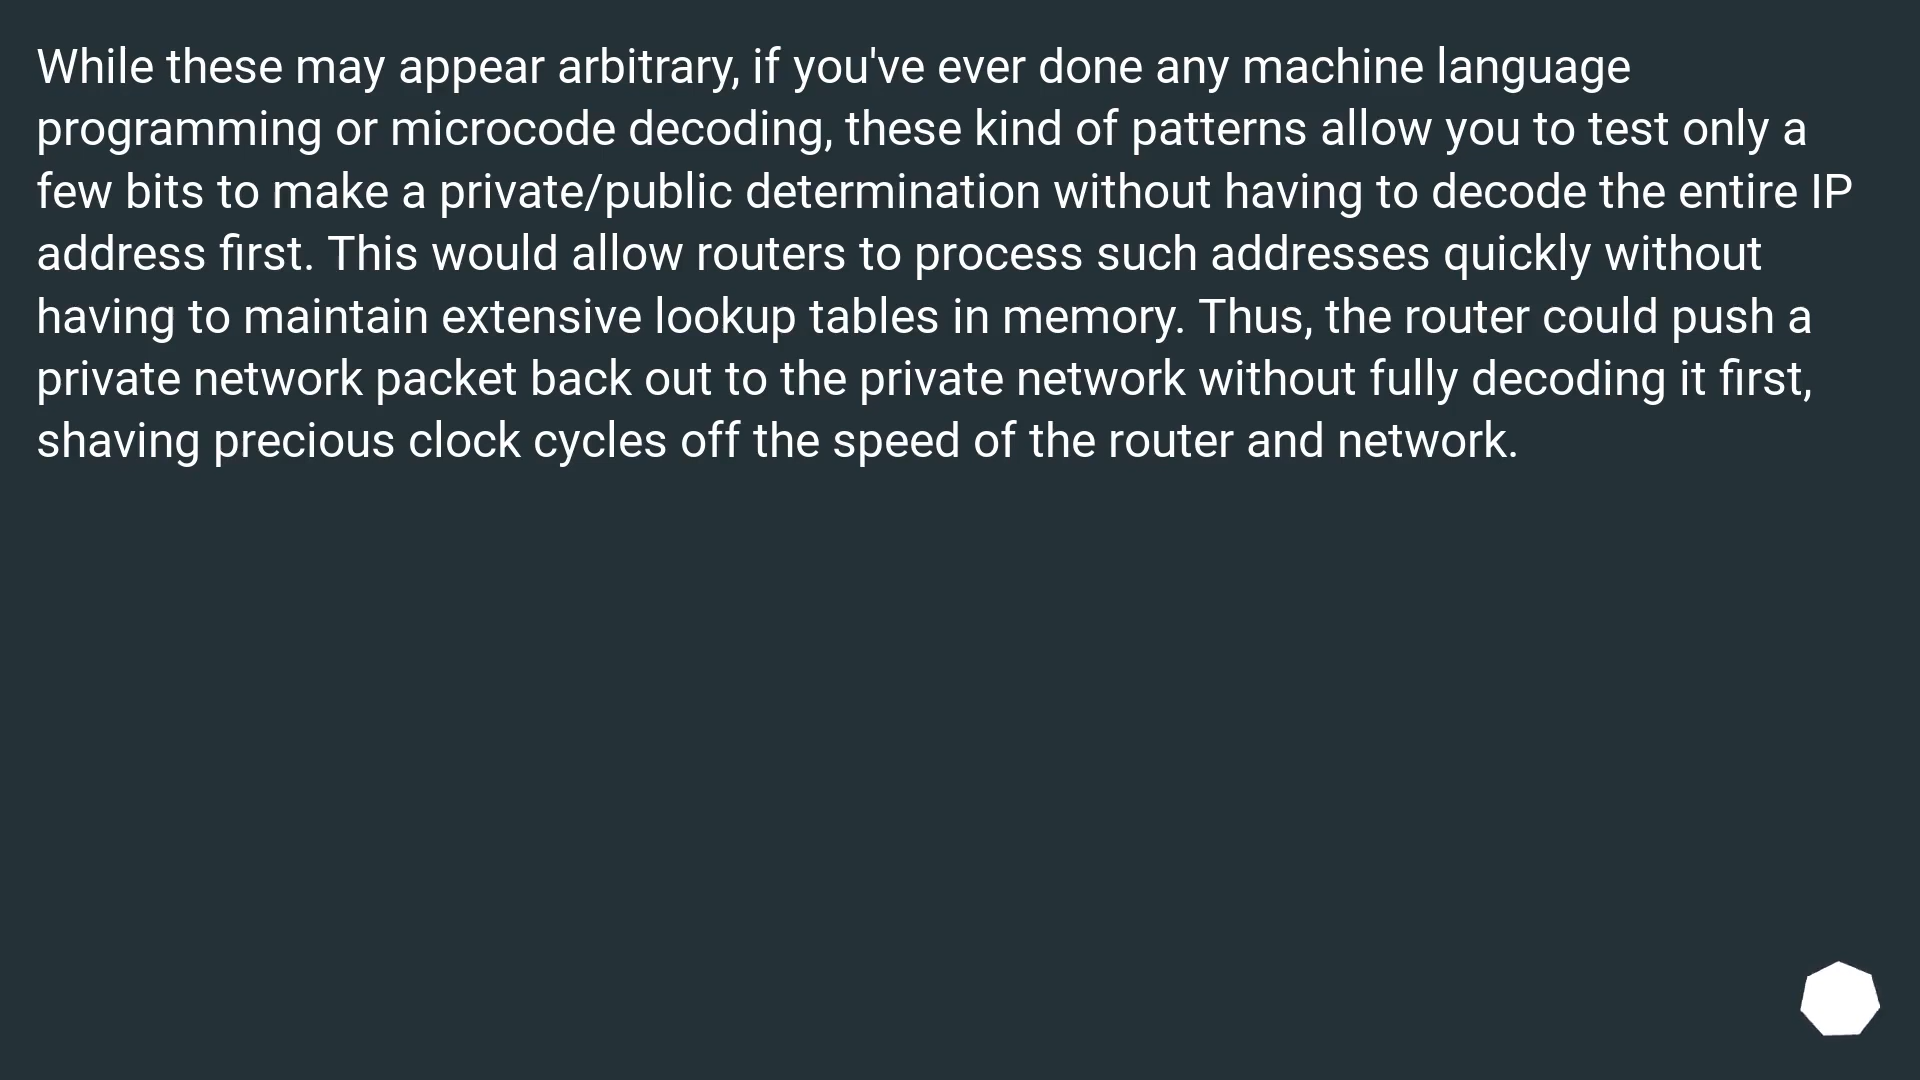 While these may appear arbitrary, if you've ever done any machine language
programming or microcode decoding, these kind of patterns allow you to test only a
few bits to make a private/public determination without having to decode the entire IP
address first. This would allow routers to process such addresses quickly without
having to maintain extensive lookup tables in memory. Thus, the router could push a
private network packet back out to the private network without fully decoding it first,
shaving precious clock cycles off the speed of the router and network.